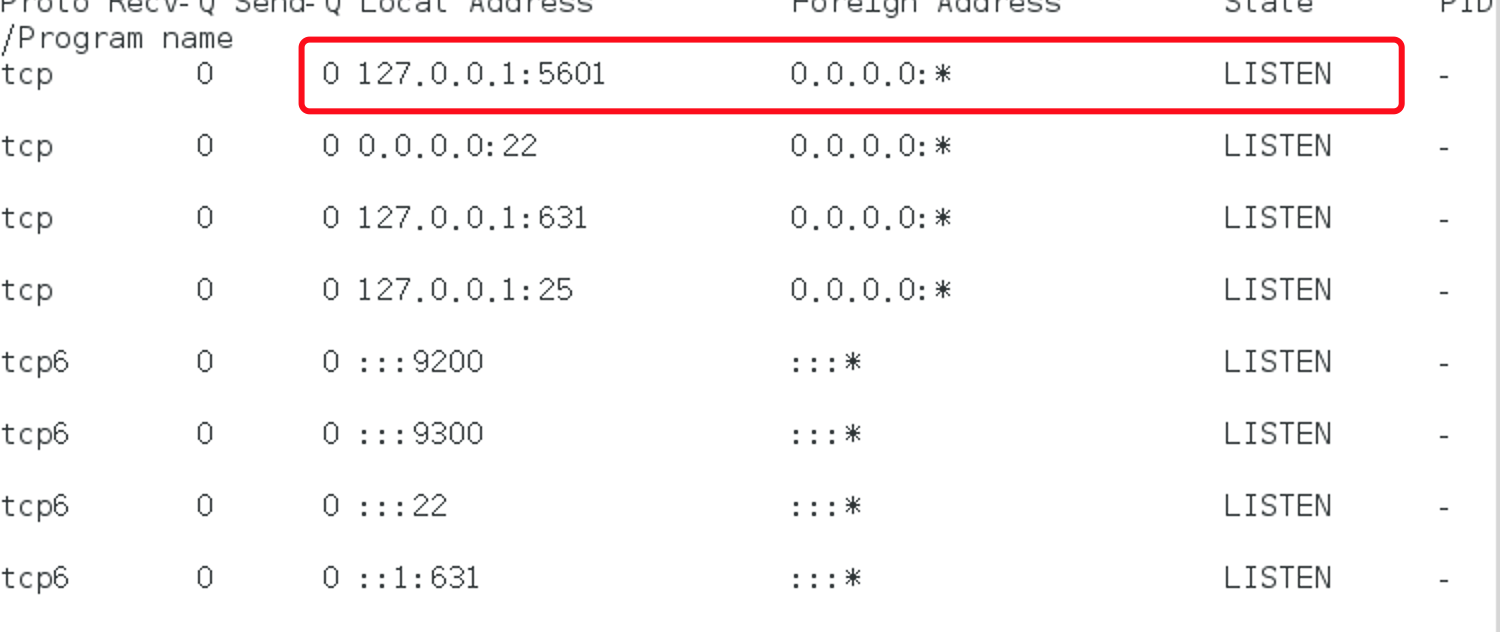 Proto Recv-Q Send-Q Local Address Foreign Address State PID
/Program name
tcp 0 0 127.0.0.1:5601 0.0.0.0:* LISTEN -
tcp 0 0 0.0.0.0:22 0.0.0.0:* LISTEN -
tcp 0 0 127.0.0.1:631 0.0.0.0:* LISTEN -
tcp 0 0 127.0.0.1:25 0.0.0.0:* LISTEN -
tcp6 0 0 :::9200 :::* LISTEN -
tcp6 0 0 :::9300 :::* LISTEN -
tcp6 0 0 :::22 :::* LISTEN -
tcp6 0 0 ::1:631 :::* LISTEN -